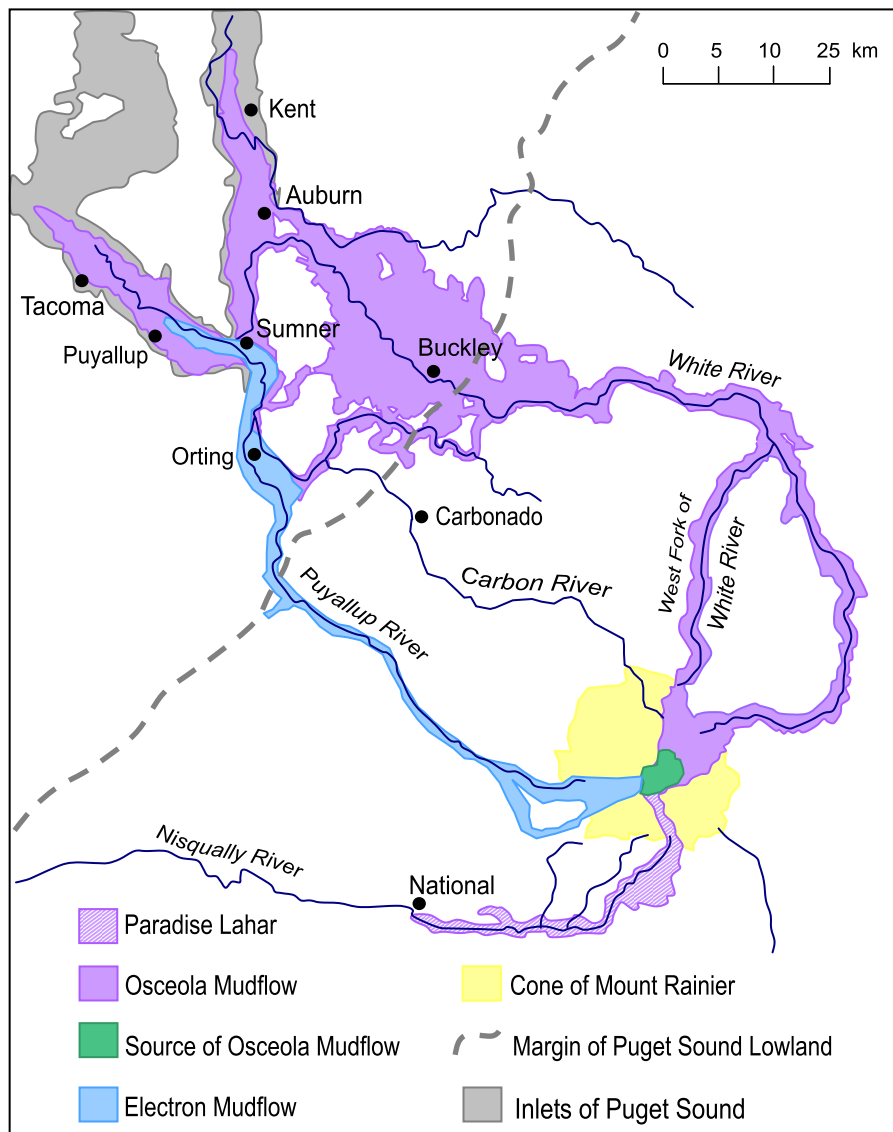 0 5 10 25 km
Kent
Auburn
Tacoma
Sumner
Puyallup
Buckley
White River
Orting
Carbonado
West Fork of
White River
Carbon River
Puyallup River
Nisqually River
National
Paradise Lahar
Osceola Mudflow
Cone of Mount Rainier
Source of Osceola Mudflow
Margin of Puget Sound Lowland
Electron Mudflow
Inlets of Puget Sound